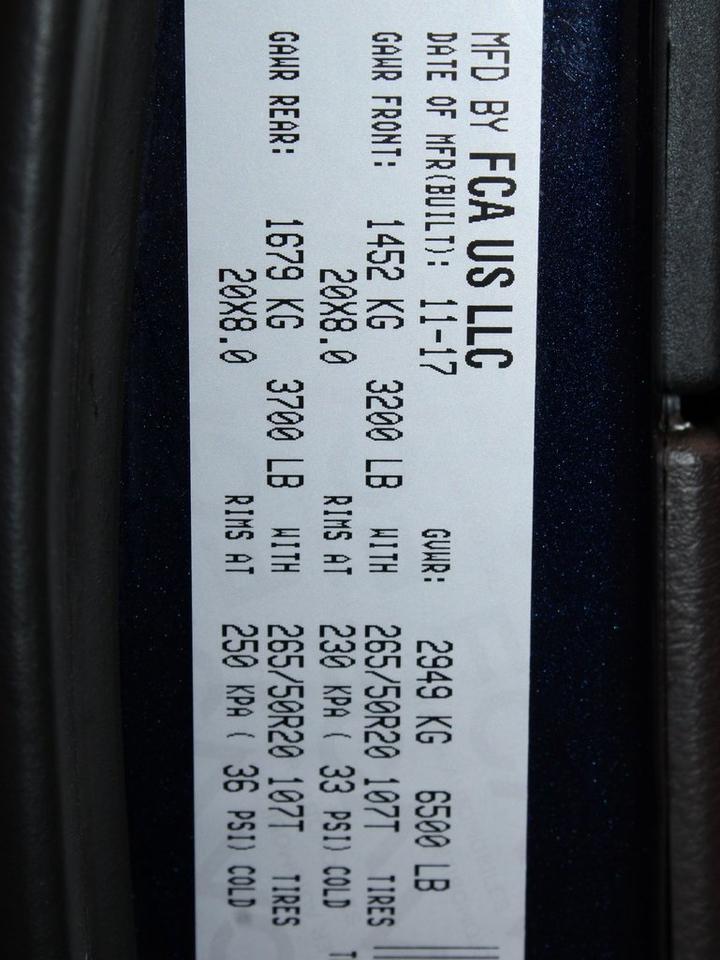 MFD BY FCA US LLC
DATE OF MFR(BUILT): 11-17 GVWR: 2949 KG 6500 LB
GAWR FRONT: 1452 KG 3200 LB WITH 265/50R20 107T TIRES
20X8.0 RIMS AT 230 KPA ( 33 PSI) COLD
GAWR REAR: 1679 KG 3700 LB WITH 265/50R20 107T TIRES
20X8.0 RIMS AT 250 KPA ( 36 PSI) COLD